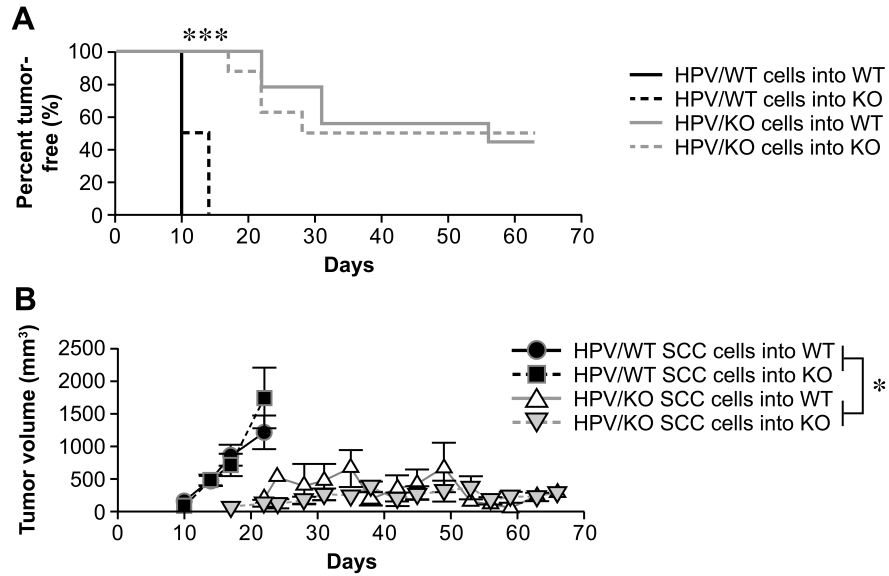 A
***
Percent tumor-
free (%)
100
80
60
40
20
0
0 10 20 30 40 50 60 70
Days
HPV/WT cells into WT
HPV/WT cells into KO
HPV/KO cells into WT
HPV/KO cells into KO
B
Tumor volume (mm³)
2500
2000
1500
1000
500
0
0 10 20 30 40 50 60 70
Days
HPV/WT SCC cells into WT
HPV/WT SCC cells into KO
HPV/KO SCC cells into WT
HPV/KO SCC cells into KO
*